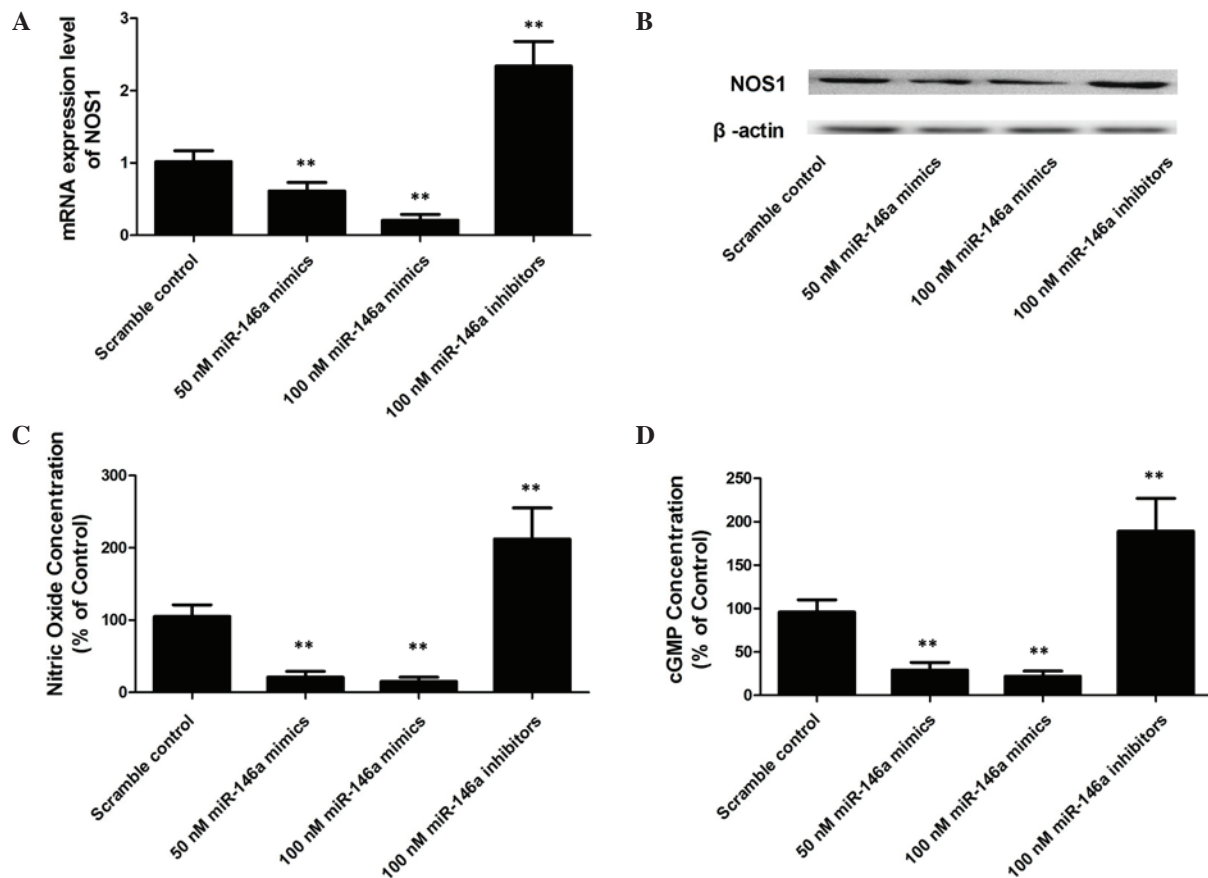 A
mRNA expression level
of NOS1
3
2
1
0
**
**
**
Scramble control
50 nM miR-146a mimics
100 nM miR-146a mimics
100 nM miR-146a inhibitors
B
NOS1
β -actin
Scramble control
50 nM miR-146a mimics
100 nM miR-146a mimics
100 nM miR-146a inhibitors
C
Nitric Oxide Concentration
(% of Control)
300
200
100
0
**
**
**
Scramble control
50 nM miR-146a mimics
100 nM miR-146a mimics
100 nM miR-146a inhibitors
D
cGMP Concentration
(% of Control)
250
200
150
100
50
0
**
**
**
Scramble control
50 nM miR-146a mimics
100 nM miR-146a mimics
100 nM miR-146a inhibitors